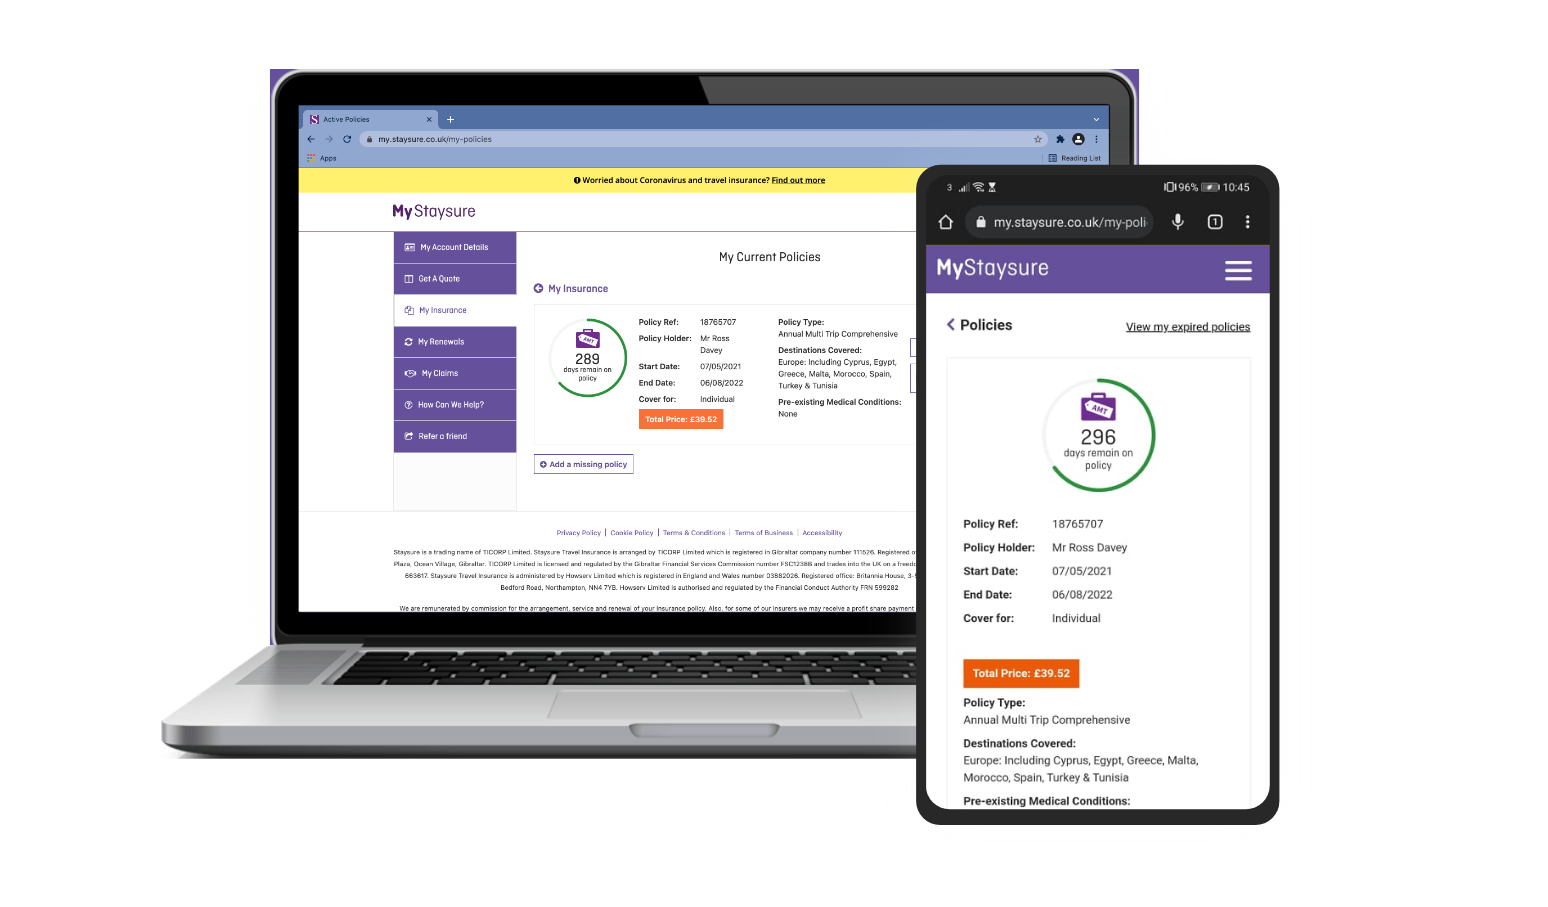 Active Policies
my.staysure.co.uk/my-policies
Apps
Reading List
Worried about Coronavirus and travel insurance? Find out more
MyStaysure
My Account Details
Get A Quote
My Insurance
My Renewals
My Claims
How Can We Help?
Refer a friend
My Current Policies
My Insurance
AMT
289
days remain on
policy
Policy Ref: 18765707
Policy Holder: Mr Ross
Davey
Start Date: 07/05/2021
End Date: 06/08/2022
Cover for: Individual
Total Price: £39.52
Policy Type:
Annual Multi Trip Comprehensive
Destinations Covered:
Europe: Including Cyprus, Egypt,
Greece, Malta, Morocco, Spain,
Turkey & Tunisia
Pre-existing Medical Conditions:
None
Add a missing policy
Privacy Policy | Cookie Policy | Terms & Conditions | Terms of Business | Accessibility
Staysure is a trading name of TICORP Limited. Staysure Travel Insurance is arranged by TICORP Limited which is registered in Gibraltar company number 111526. Registered o
Plaza, Ocean Village, Gibraltar. TICORP Limited is licensed and regulated by the Gibraltar Financial Services Commission number FSC1238B and trades into the UK on a freed
663617. Staysure Travel Insurance is administered by Howserv Limited which is registered in England and Wales number 03882026. Registered office: Britannia House, 3-
Bedford Road, Northampton, NN4 7YB. Howserv Limited is authorised and regulated by the Financial Conduct Authority FRN 599282
We are remunerated by commission for the arrangement, service and renewal of your insurance policy. Also, for some of our insurers we may receive a profit share payment
3
96%
10:45
my.staysure.co.uk/my-poli
1
MyStaysure
Policies
View my expired policies
AMT
296
days remain on
policy
Policy Ref: 18765707
Policy Holder: Mr Ross Davey
Start Date: 07/05/2021
End Date: 06/08/2022
Cover for: Individual
Total Price: £39.52
Policy Type:
Annual Multi Trip Comprehensive
Destinations Covered:
Europe: Including Cyprus, Egypt, Greece, Malta,
Morocco, Spain, Turkey & Tunisia
Pre-existing Medical Conditions: